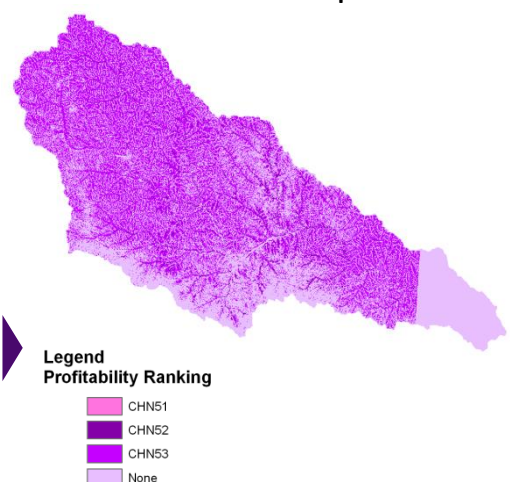 Legend
Profitability Ranking
CHN51
CHN52
CHN53
None